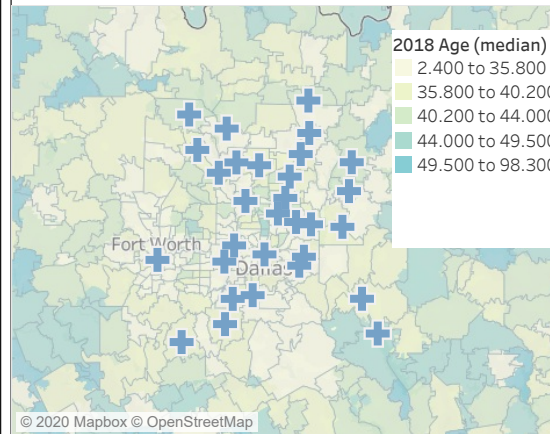 2018 Age (median)
2.400 to 35.800
35.800 to 40.200
40.200 to 44.000
44.000 to 49.500
49.500 to 98.300
Fort Worth
Dallas
© 2020 Mapbox © OpenStreetMap